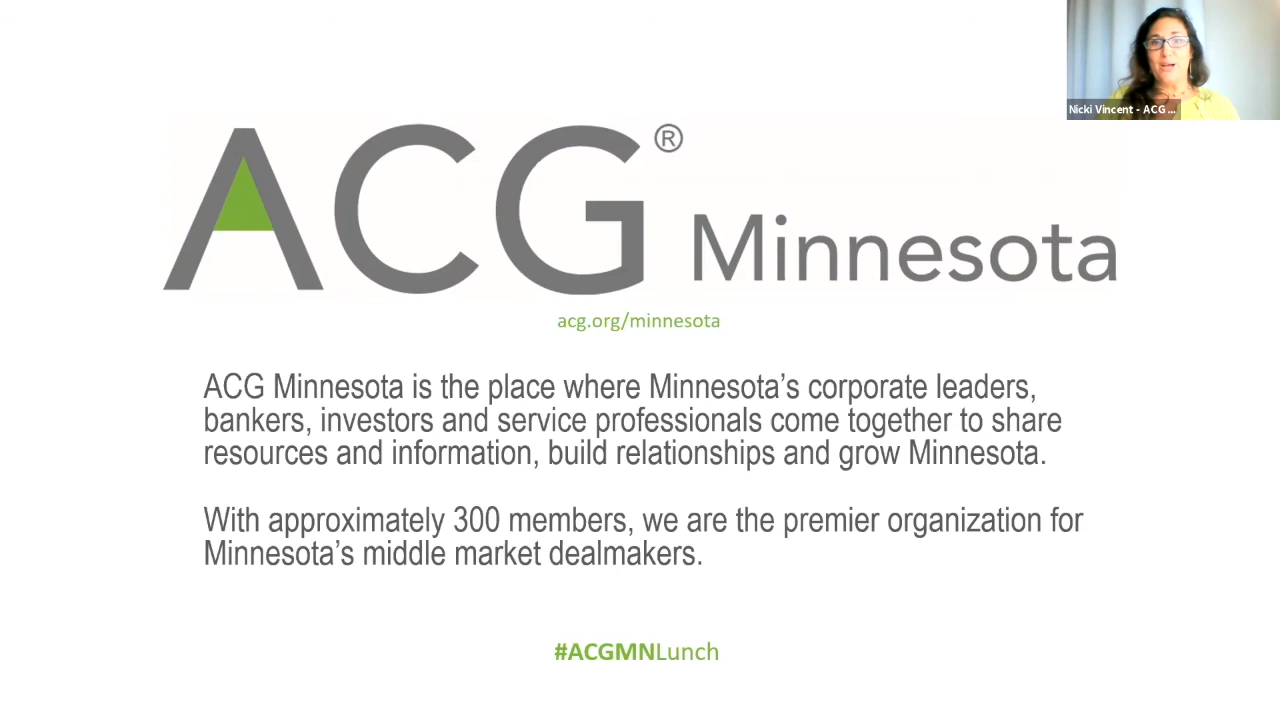 Nicki Vincent - ACG ...
ACG® Minnesota
acg.org/minnesota
ACG Minnesota is the place where Minnesota’s corporate leaders,
bankers, investors and service professionals come together to share
resources and information, build relationships and grow Minnesota.
With approximately 300 members, we are the premier organization for
Minnesota’s middle market dealmakers.
#ACGMNLunch